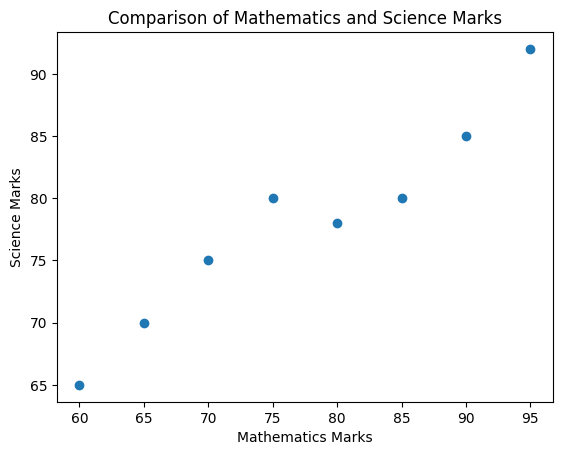 Comparison of Mathematics and Science Marks
90
85
80
75
70
65
Science Marks
60 65 70 75 80 85 90 95
Mathematics Marks